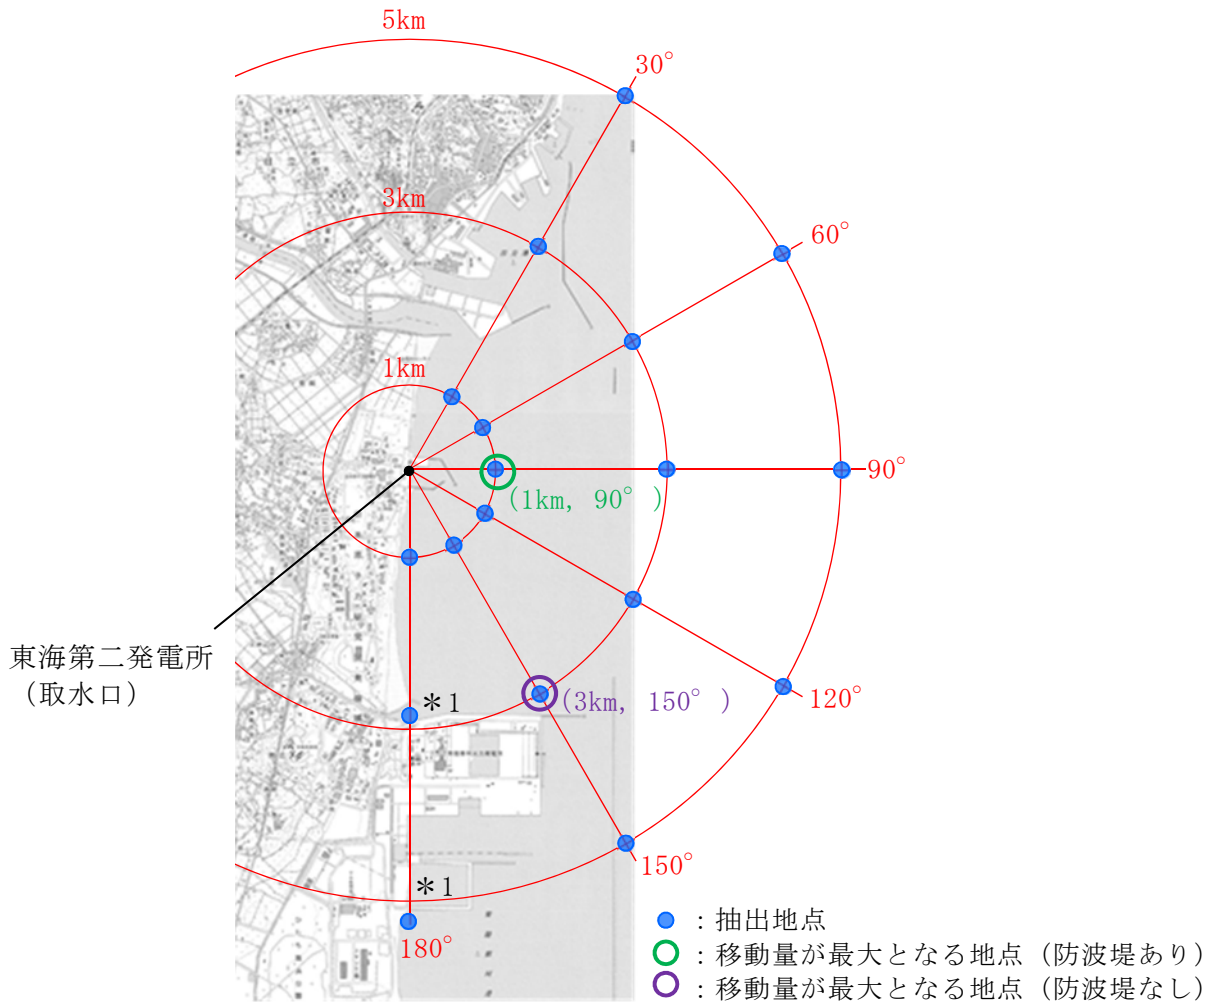 5km
30°
3km
60°
1km
90°
(1km, 90° )
東海第二発電所
（取水口）
＊1
(3km, 150° )
120°
150°
＊1
180°
：抽出地点
：移動量が最大となる地点（防波堤あり）
：移動量が最大となる地点（防波堤なし）